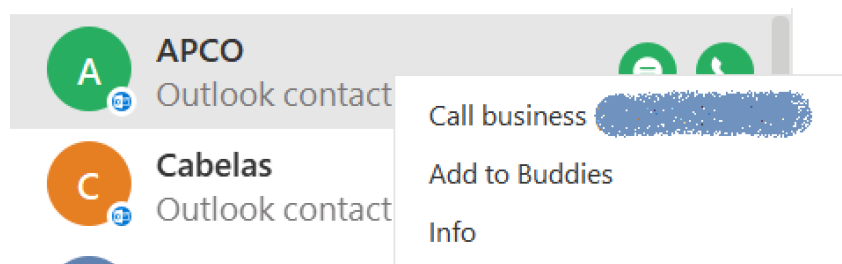 A
APCO
Outlook contact
C
Cabelas
Outlook contact
Call business
Add to Buddies
Info